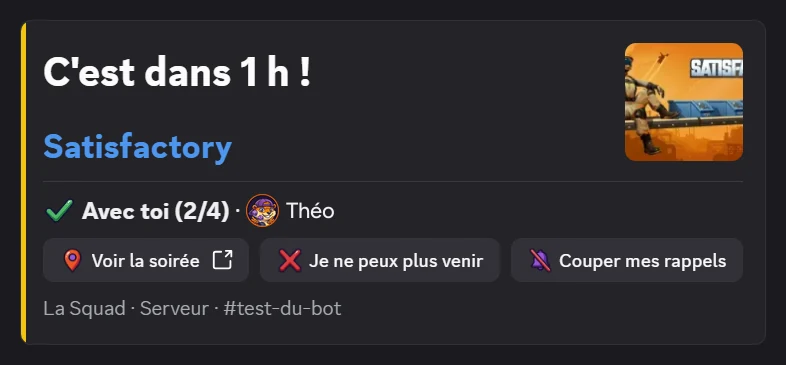 C'est dans 1 h !
Satisfactory
Avec toi (2/4) · Théo
Voir la soirée
Je ne peux plus venir
Couper mes rappels
La Squad · Serveur · #test-du-bot